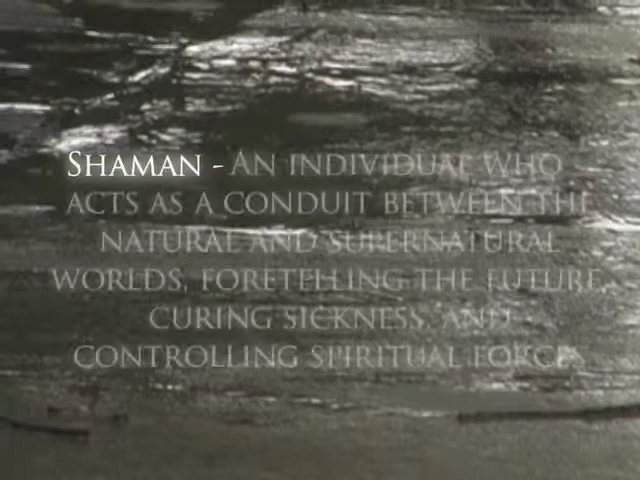 SHAMAN - AN INDIVIDUAL WHO
ACTS AS A CONDUIT BETWEEN THE
NATURAL AND SUPERNATURAL
WORLDS, FORETELLING THE FUTURE,
CURING SICKNESS, AND
CONTROLLING SPIRITUAL FORCES